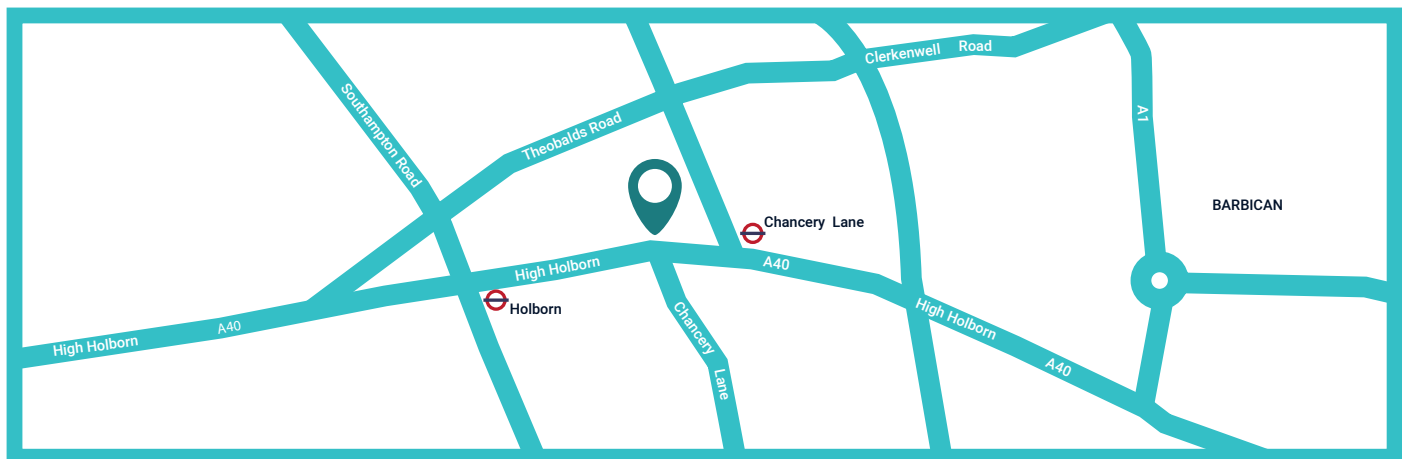 Clerkenwell Road
Southampton Road
A1
Theobalds Road
BARBICAN
Chancery Lane
A40
High Holborn
Holborn
High Holborn
A40
High Holborn
Chancery Lane
A40